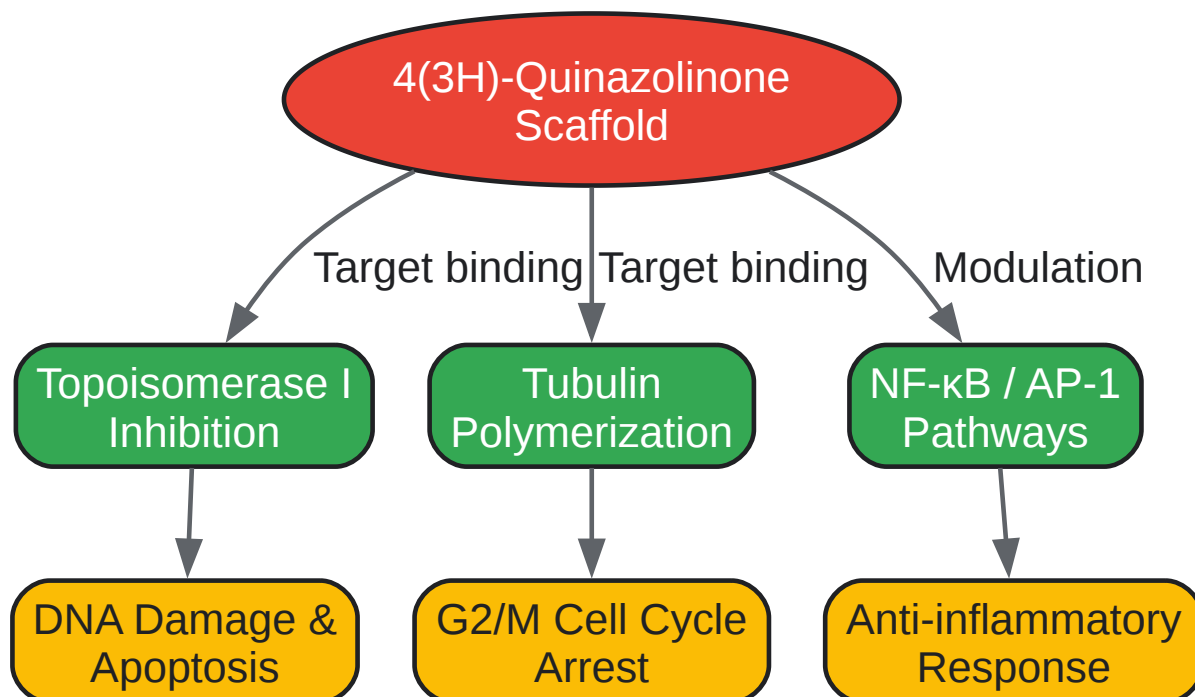 4(3H)-Quinazolinone
Scaffold
Target binding
Target binding
Modulation
Topoisomerase I
Inhibition
Tubulin
Polymerization
NF-κB / AP-1
Pathways
DNA Damage &
Apoptosis
G2/M Cell Cycle
Arrest
Anti-inflammatory
Response